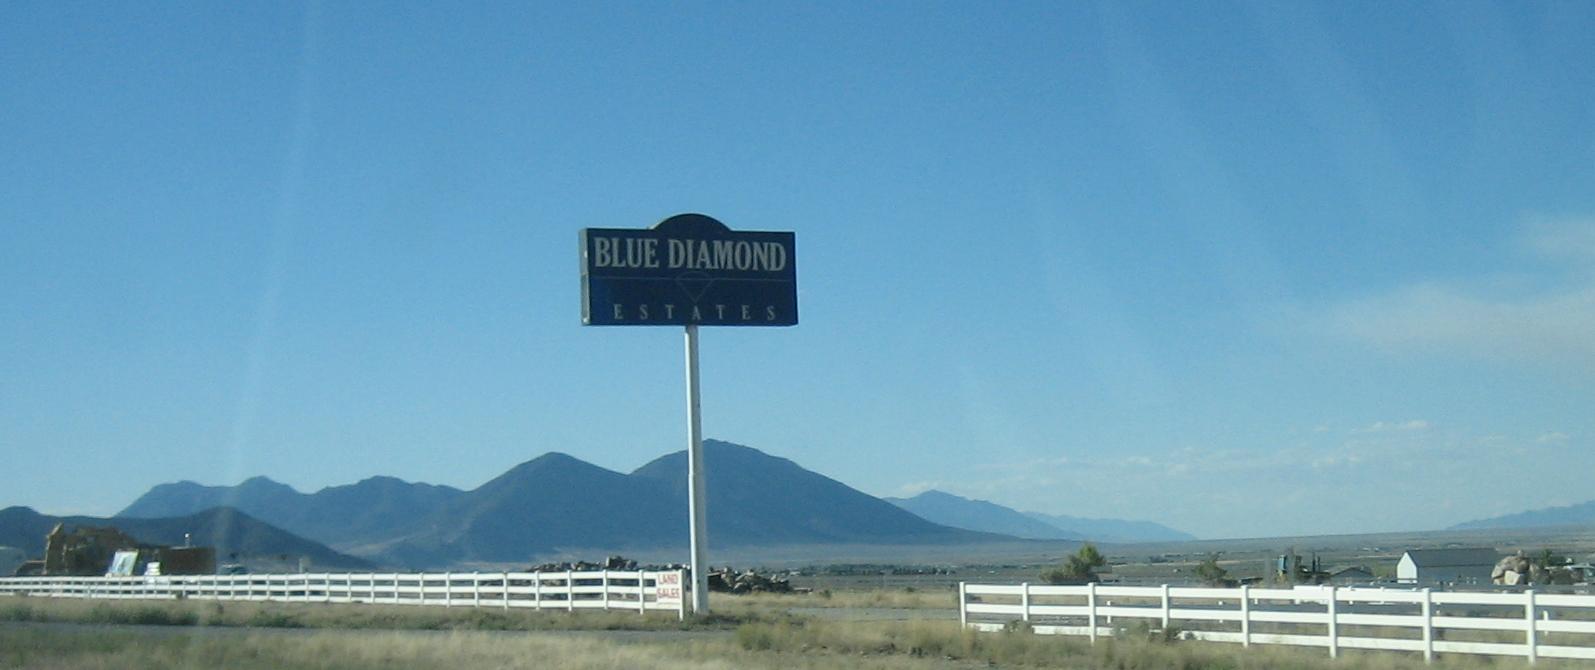 BLUE DIAMOND
ESTATES
LAND
SALES